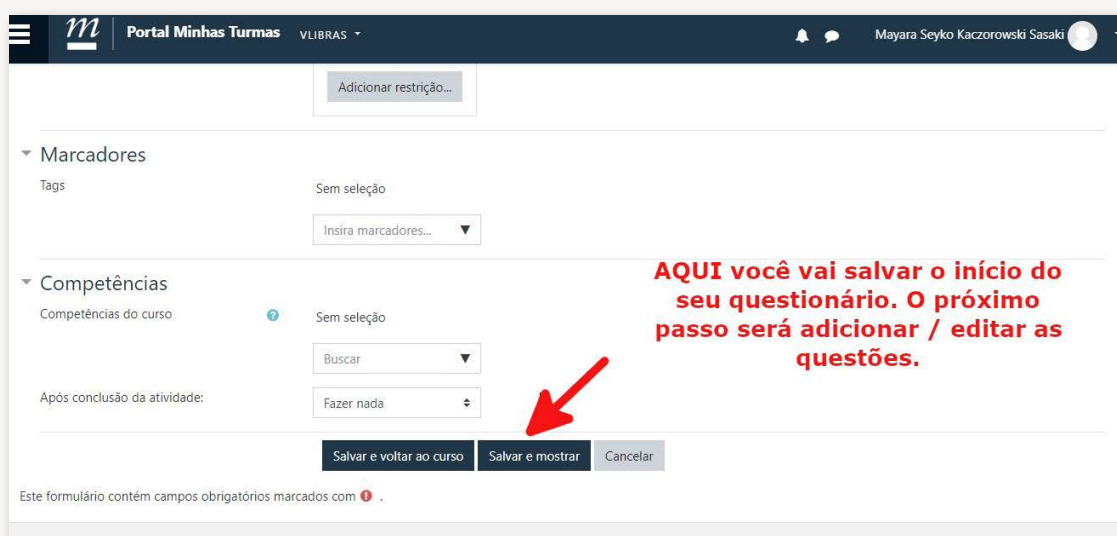 m Portal Minhas Turmas VLIBRAS Mayara Seyko Kaczorowski Sasaki
Adicionar restrição...
Marcadores
Tags Sem seleção
Insira marcadores...
Competências
Competências do curso ? Sem seleção
Buscar
Após conclusão da atividade: Fazer nada
AQUI você vai salvar o início do
seu questionário. O próximo
passo será adicionar / editar as
questões.
Salvar e voltar ao curso Salvar e mostrar Cancelar
Este formulário contém campos obrigatórios marcados com ! .